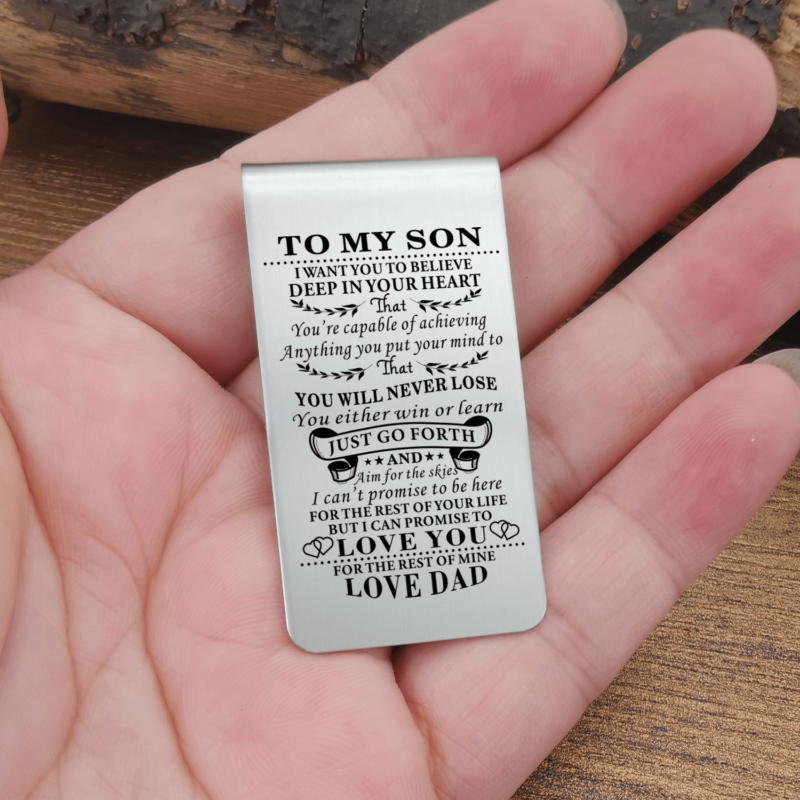 TO MY SON
I WANT YOU TO BELIEVE
DEEP IN YOUR HEART
That
You're capable of achieving
Anything you put your mind to
That
YOU WILL NEVER LOSE
You either win or learn
JUST GO FORTH
AND
Aim for the skies
I can't promise to be here
FOR THE REST OF YOUR LIFE
BUT I CAN PROMISE TO
LOVE YOU
FOR THE REST OF MINE
LOVE DAD